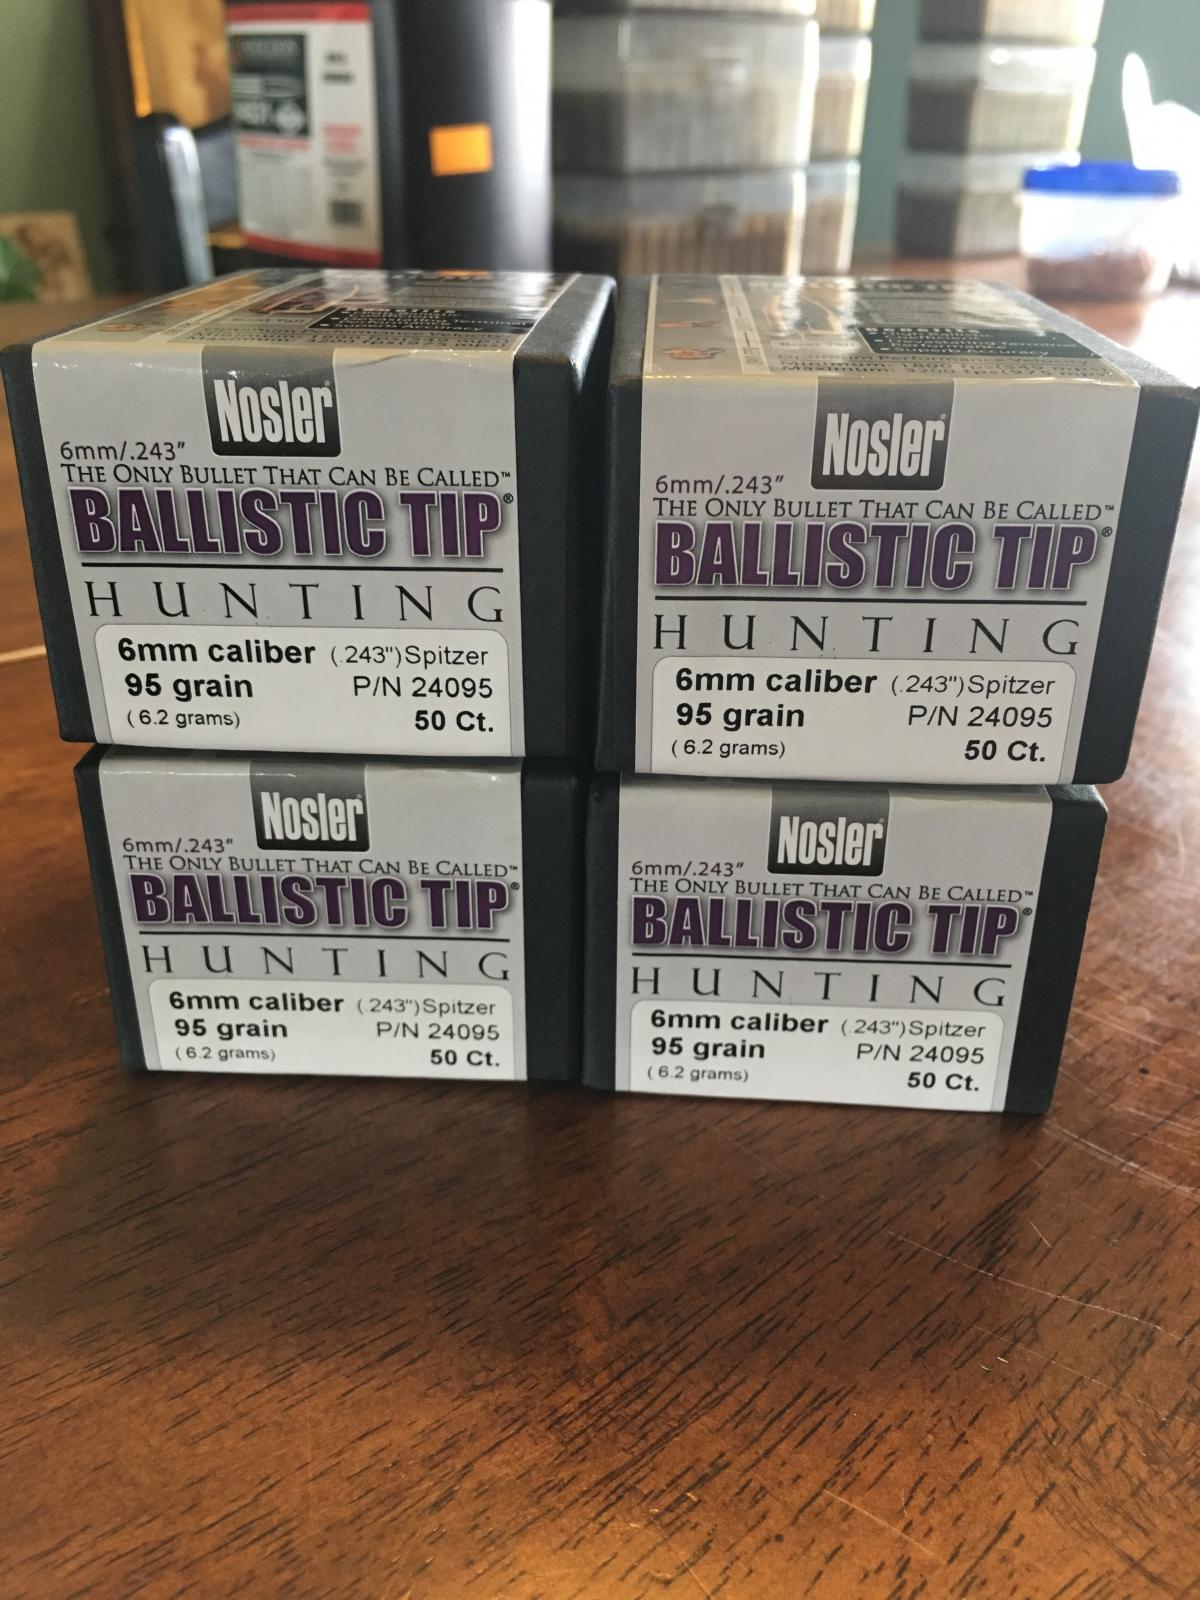 Nosler
6mm/.243"
THE ONLY BULLET THAT CAN BE CALLED™
BALLISTIC TIP®
HUNTING
6mm caliber (.243") Spitzer
95 grain P/N 24095
(6.2 grams) 50 Ct.
Benefits
Nosler
6mm/.243"
THE ONLY BULLET THAT CAN BE CALLED™
BALLISTIC TIP®
HUNTING
6mm caliber (.243") Spitzer
95 grain P/N 24095
(6.2 grams) 50 Ct.
Nosler
6mm/.243"
THE ONLY BULLET THAT CAN BE CALLED™
BALLISTIC TIP®
HUNTING
6mm caliber (.243") Spitzer
95 grain P/N 24095
(6.2 grams) 50 Ct.
Nosler
6mm/.243"
THE ONLY BULLET THAT CAN BE CALLED™
BALLISTIC TIP®
HUNTING
6mm caliber (.243") Spitzer
95 grain P/N 24095
(6.2 grams) 50 Ct.